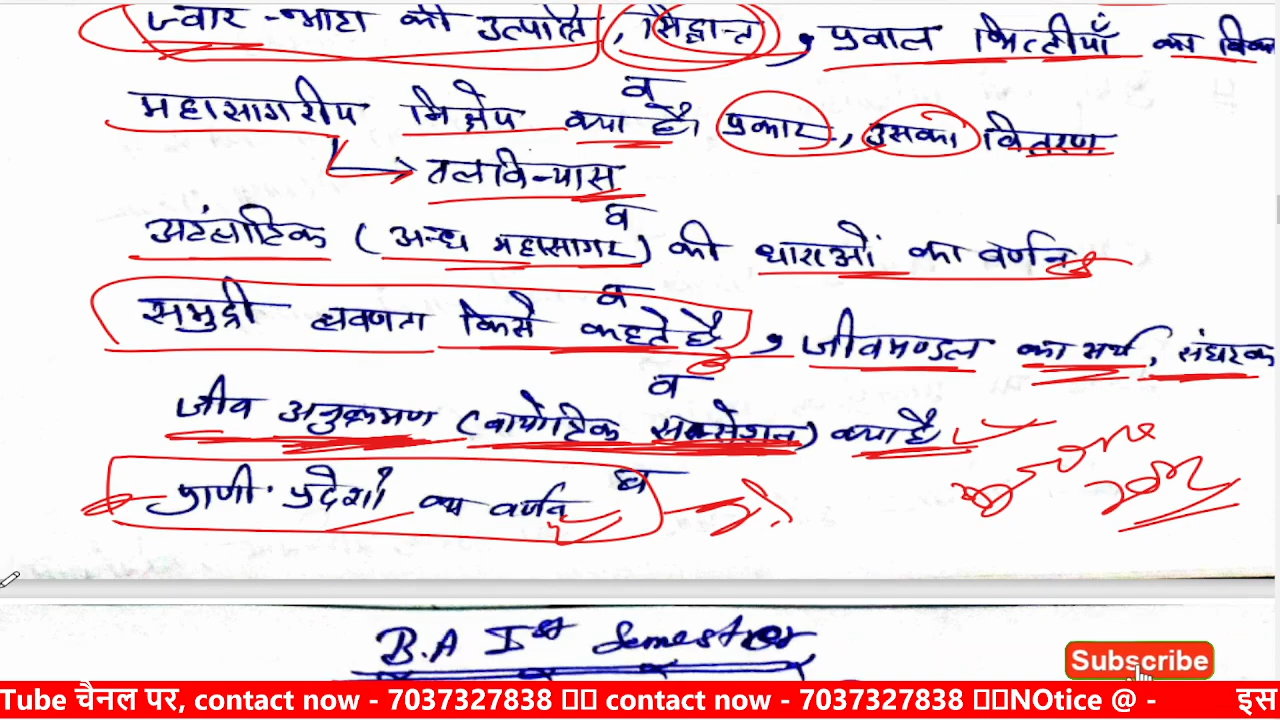 ज्वार-भाटा की उत्पत्ति, सिद्धान्त, प्रवाल भित्तीयाँ का विक
महासागरीय निक्षेप क्या है। व प्रकार, उसका वितरण
तलविन्यास
अटलांटिक (अन्ध महासागर) व की धाराओं का वर्णन
समुद्री लवणता किसे कहते है व, जीवमण्डल का अर्थ, संघटक
जीव अनुक्रमण (बायोटिक सक्सेशन) व क्या है
प्राणी प्रदेशों का वर्णन व
B.A Ist Semester
Subscribe
Tube चैनल पर, contact now - 7037327838 contact now - 7037327838 NOtice @ - इस